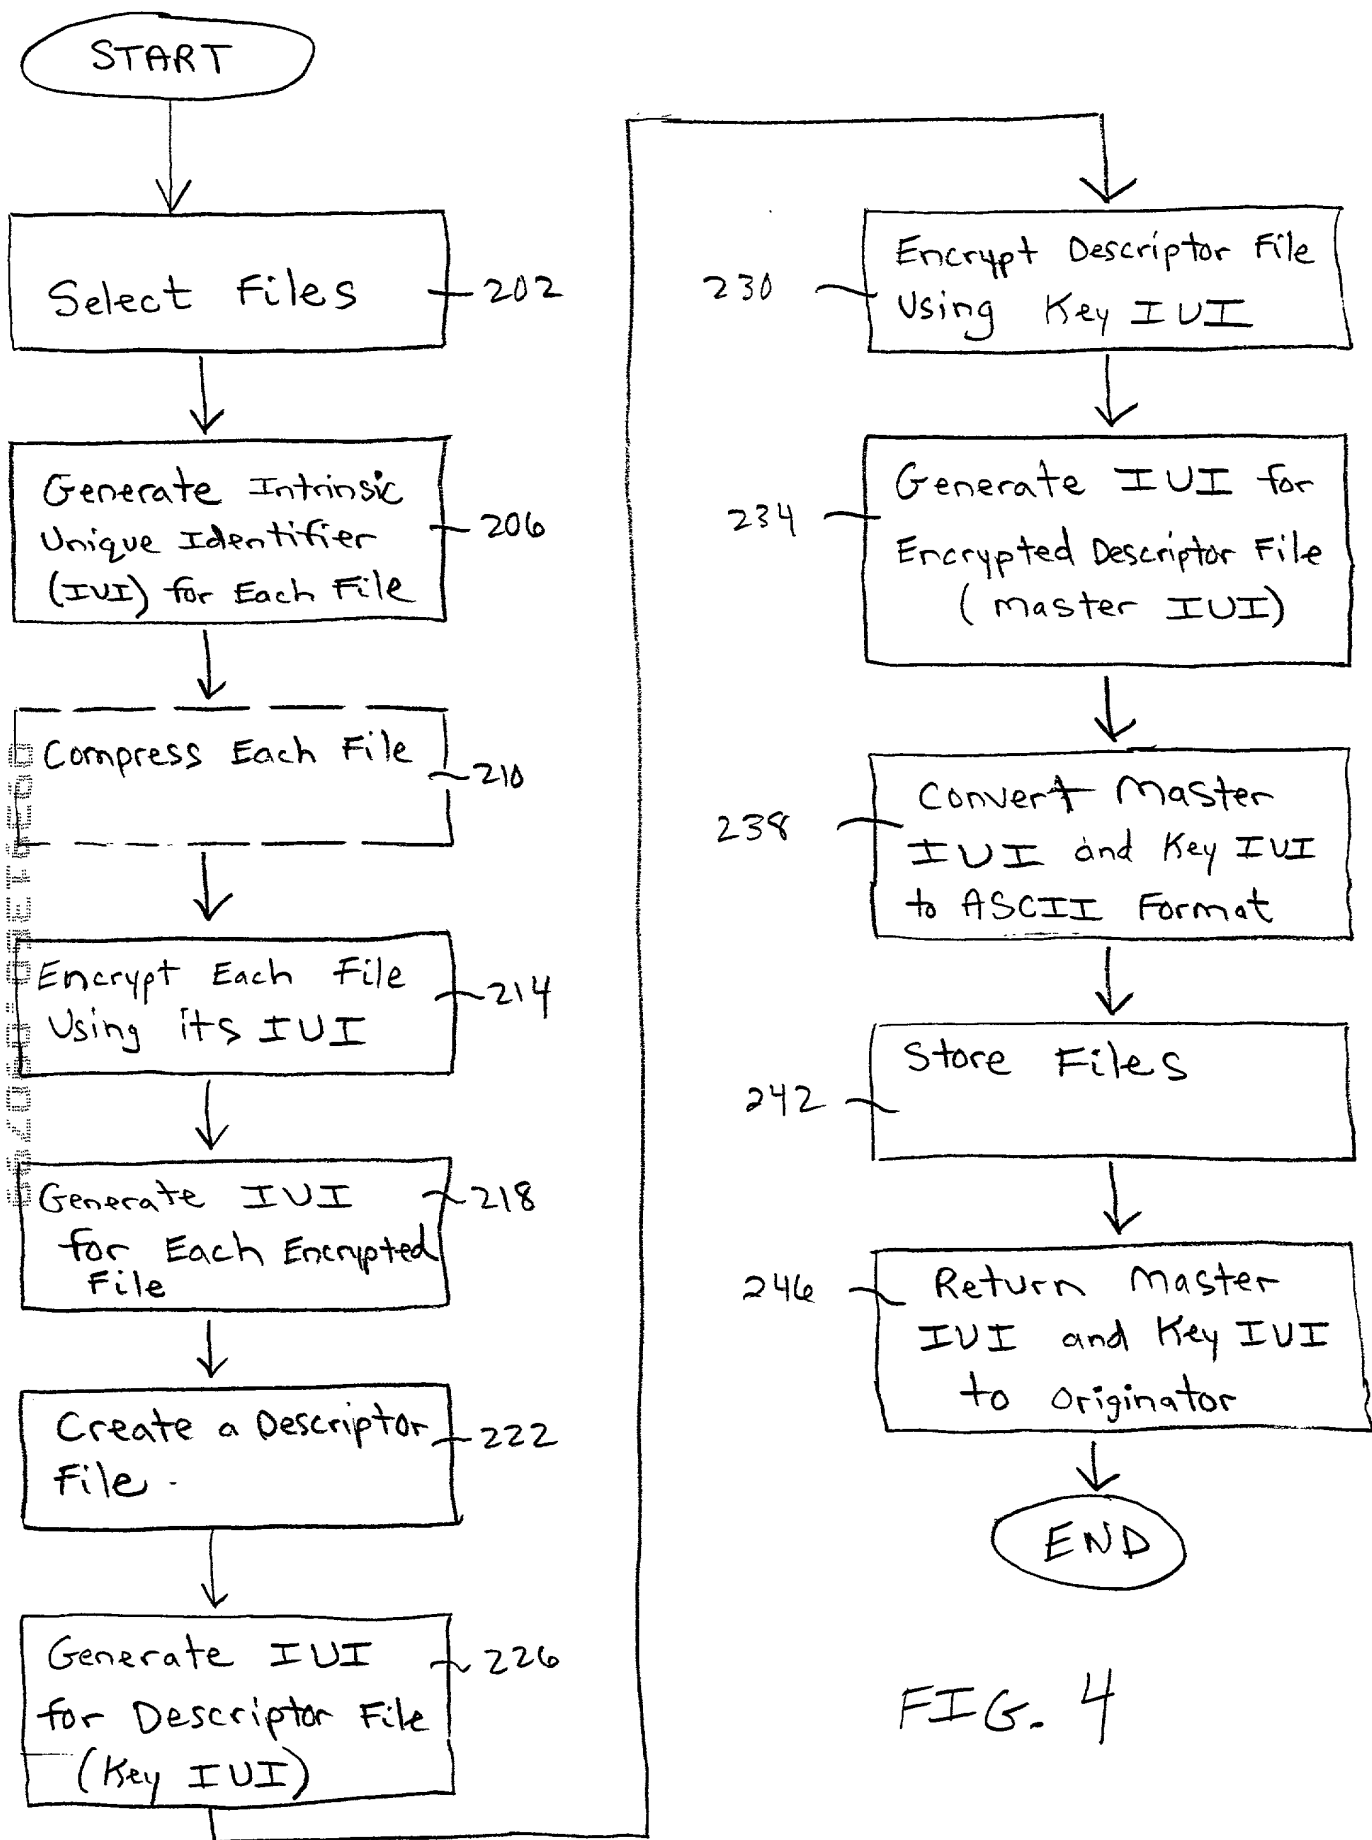 START
Select Files
202
Generate Intrinsic
Unique Identifier
(IUI) for Each File
206
Compress Each File
210
Encrypt Each File
Using its IUI
214
Generate IUI
for Each Encrypted
File
218
Create a Descriptor
File.
222
Generate IUI
for Descriptor File
(Key IUI)
226
Encrypt Descriptor File
Using Key IUI
230
Generate IUI for
Encrypted Descriptor File
(Master IUI)
234
Convert Master
IUI and Key IUI
to ASCII Format
238
Store Files
242
Return Master
IUI and Key IUI
to Originator
246
END
FIG. 4